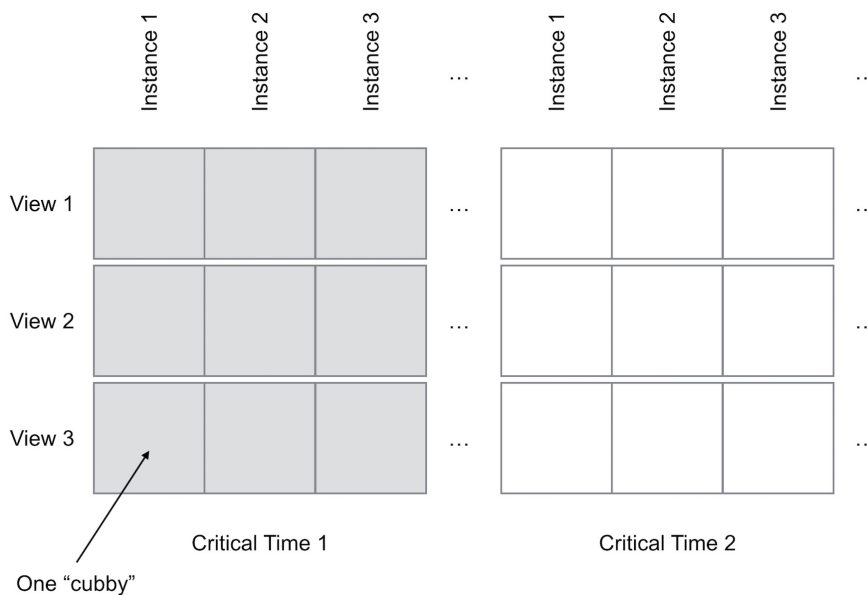 Instance 1
Instance 2
Instance 3
…
Instance 1
Instance 2
Instance 3
…
View 1
…
…
View 2
…
…
View 3
…
…
Critical Time 1
Critical Time 2
One “cubby”